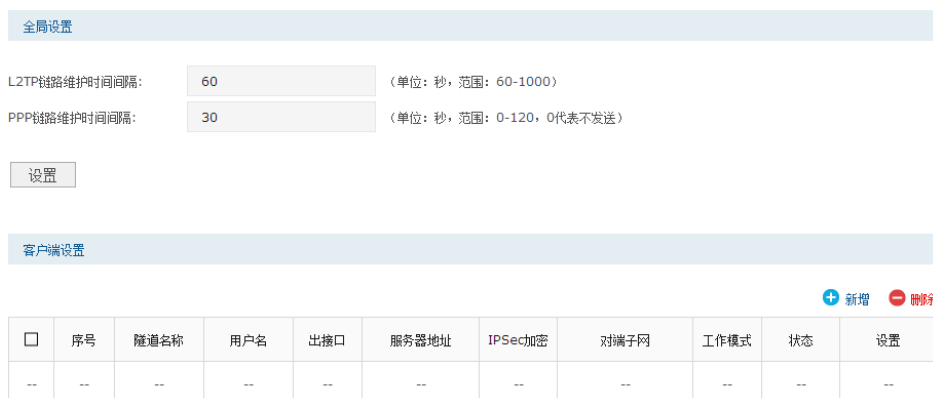 全局设置
L2TP链路维护时间间隔： 60 （单位：秒，范围：60-1000）
PPP链路维护时间间隔： 30 （单位：秒，范围：0-120，0代表不发送）
设置
客户端设置
新增 删除
序号 隧道名称 用户名 出接口 服务器地址 IPSec加密 对端子网 工作模式 状态 设置
-- -- -- -- -- -- -- -- -- -- --